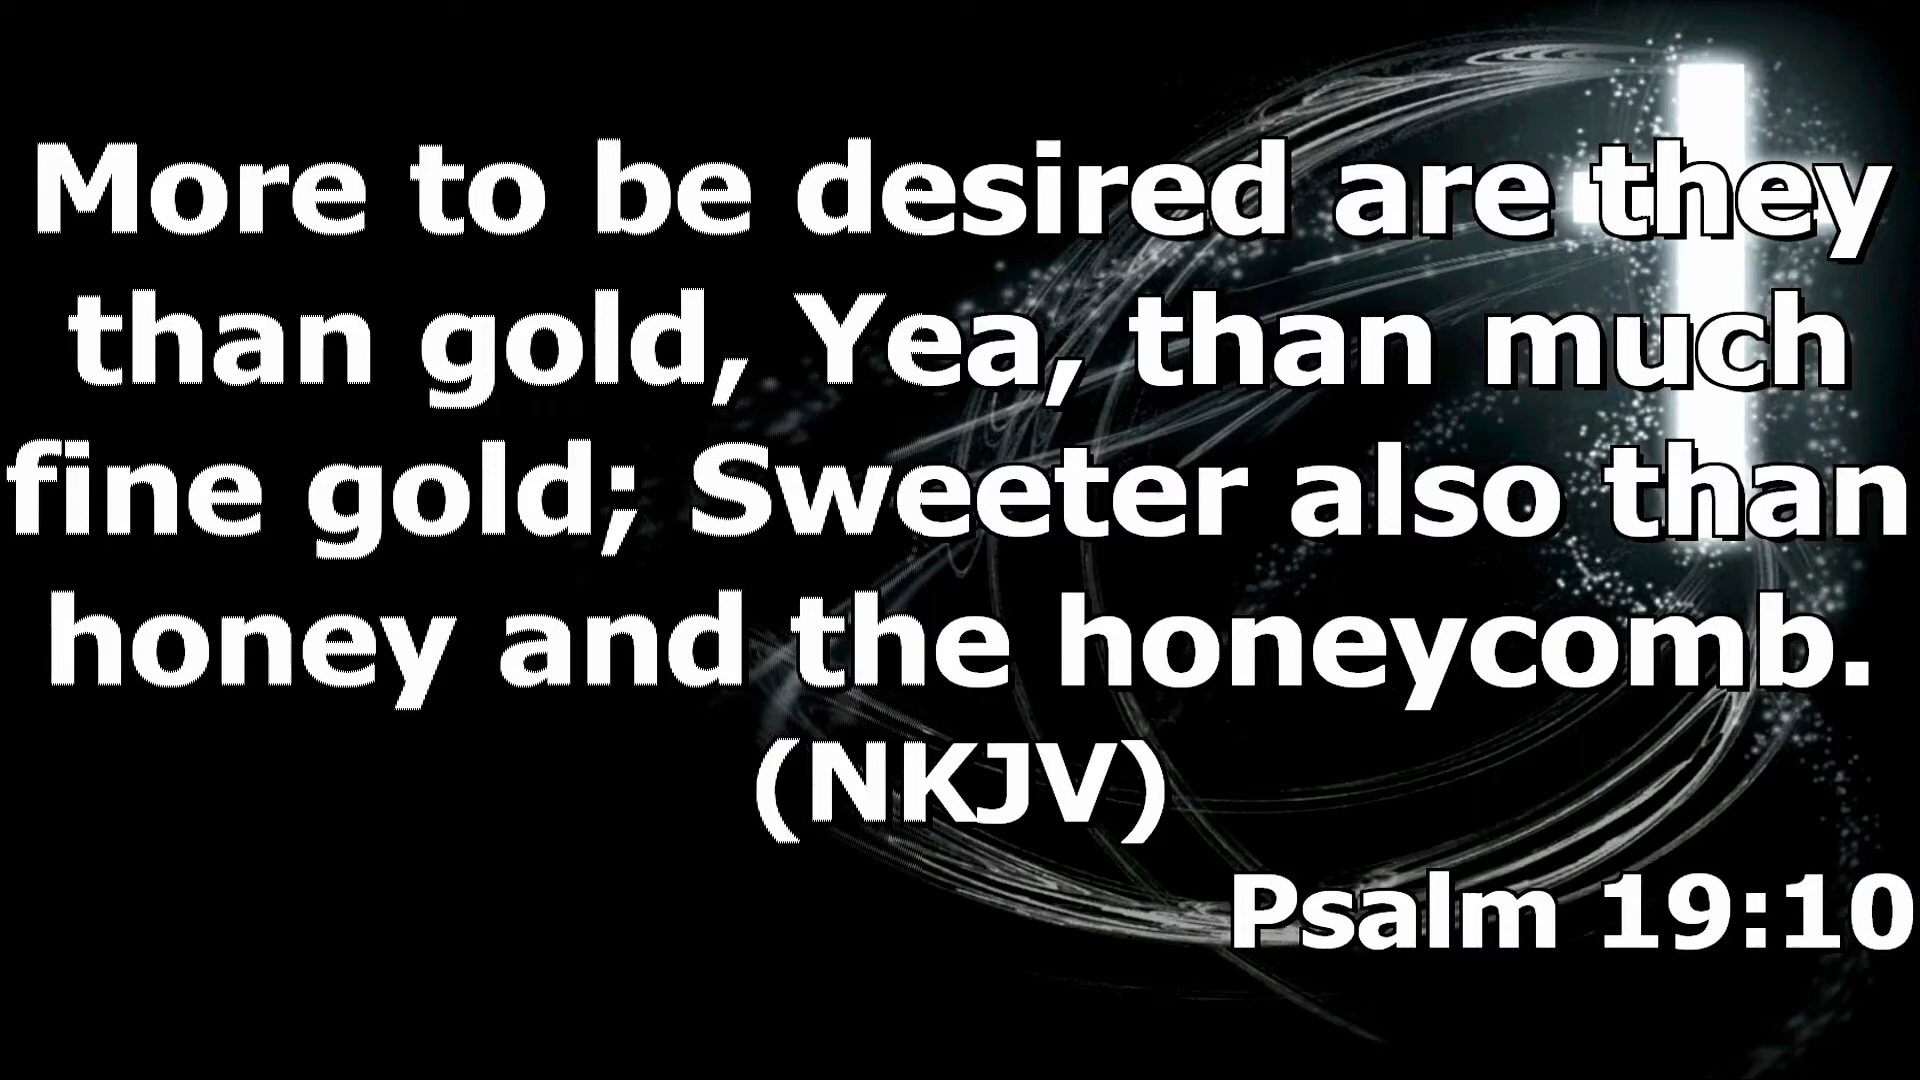 More to be desired are they
than gold, Yea, than much
fine gold; Sweeter also than
honey and the honeycomb.
(NKJV)
Psalm 19:10